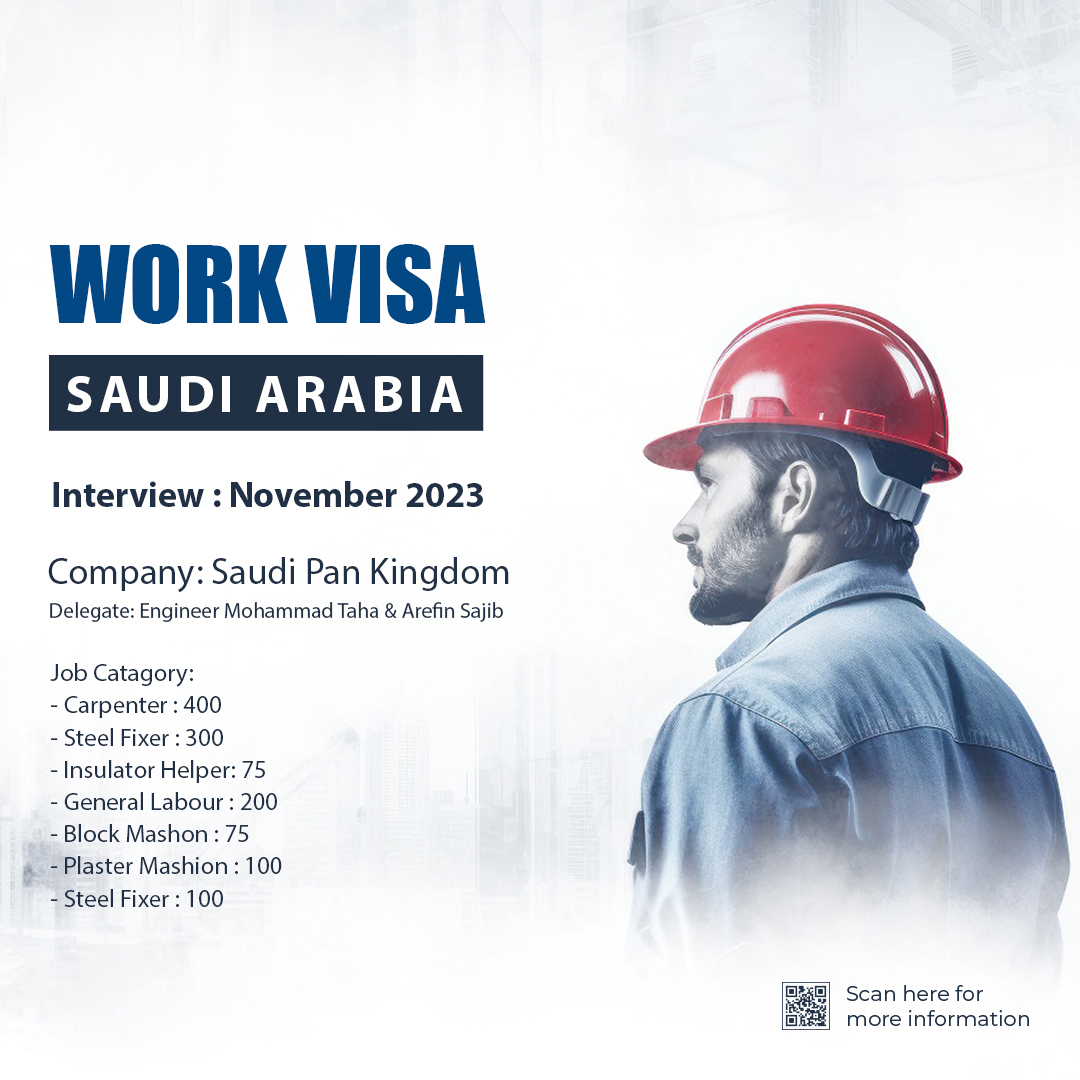 WORK VISA
SAUDI ARABIA
Interview : November 2023
Company: Saudi Pan Kingdom
Delegate: Engineer Mohammad Taha & Arefin Sajib
Job Catagory:
- Carpenter : 400
- Steel Fixer : 300
- Insulator Helper: 75
- General Labour : 200
- Block Mashon : 75
- Plaster Mashion : 100
- Steel Fixer : 100
Scan here for
more information